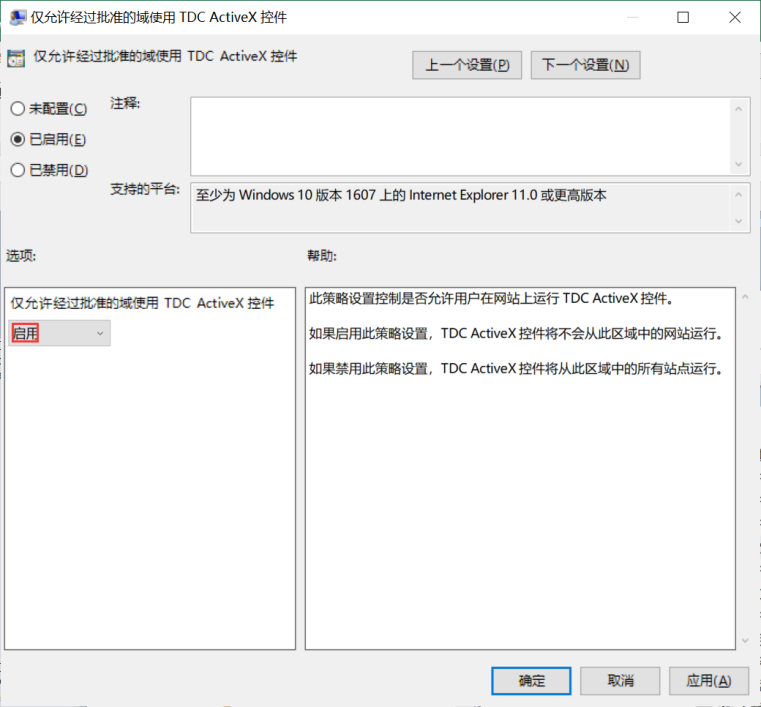 仅允许经过批准的域使用 TDC ActiveX 控件
仅允许经过批准的域使用 TDC ActiveX 控件
上一个设置(P)
下一个设置(N)
未配置(C)
注释:
已启用(E)
已禁用(D)
支持的平台:
至少为 Windows 10 版本 1607 上的 Internet Explorer 11.0 或更高版本
选项:
帮助:
仅允许经过批准的域使用 TDC ActiveX 控件
启用
此策略设置控制是否允许用户在网站上运行 TDC ActiveX 控件。
如果启用此策略设置，TDC ActiveX 控件将不会从此区域中的网站运行。
如果禁用此策略设置，TDC ActiveX 控件将从此区域中的所有站点运行。
确定
取消
应用(A)